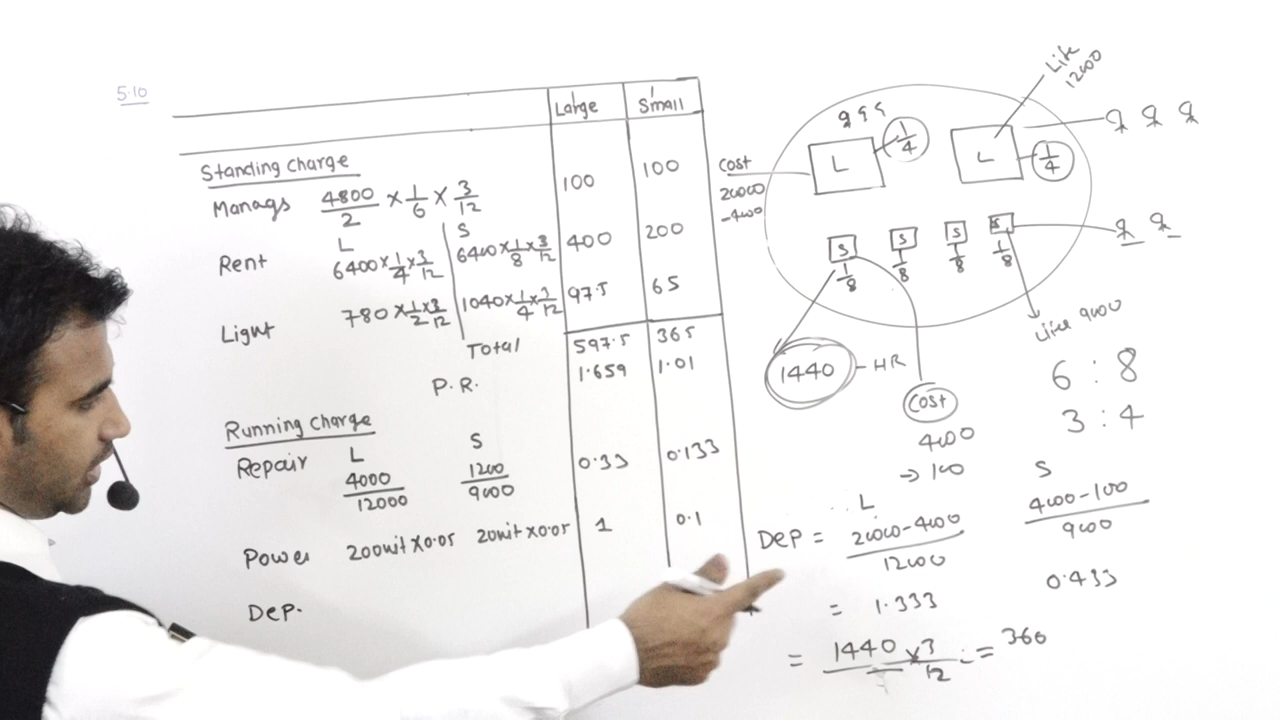 5.10
Large Small
Standing Charge
Manags 4800/2 × 1/6 × 3/12 100 100
L S
Rent 6400×1/4×3/12 6400×1/8×3/12 400 200
Light 780×1/2×3/12 1040×1/4×3/12 97.5 65
Total 597.5 365
P.R. 1.659 1.01
Running Charge
L S
Repair 4000/12000 1200/9000 0.33 0.133
Power 20unit×0.05 2unit×0.05 1 0.1
Dep.
Life
12000
L 1/4 L 1/4
Cost
20000
-4000
S S S S
1/8 1/8 1/8 1/8
Life 9000
1440 - HR
Cost
4000
→ 100
6 : 8
3 : 4
L S
Dep = 20000-4000/12000 4000-100/9000
= 1.333 0.433
= 1440 × 3/12 = 360